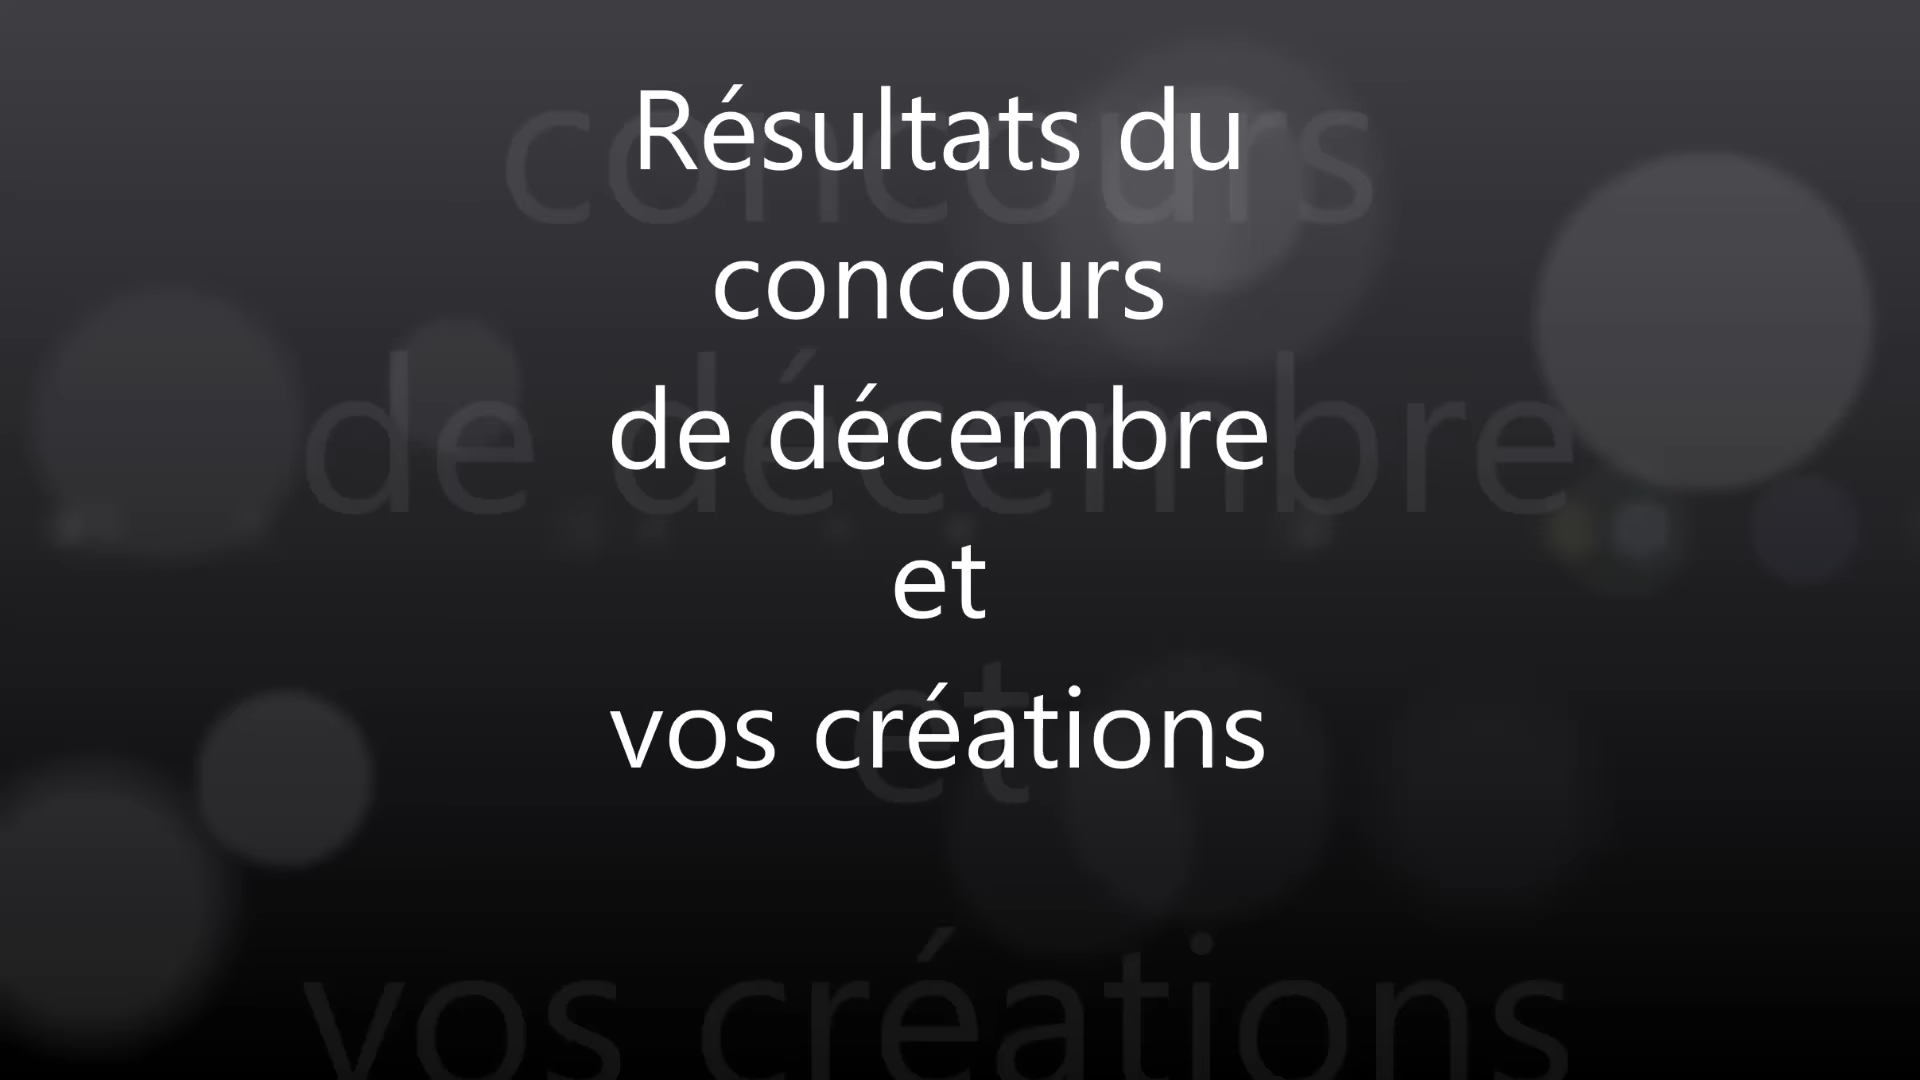 Résultats du
concours
de décembre
et
vos créations